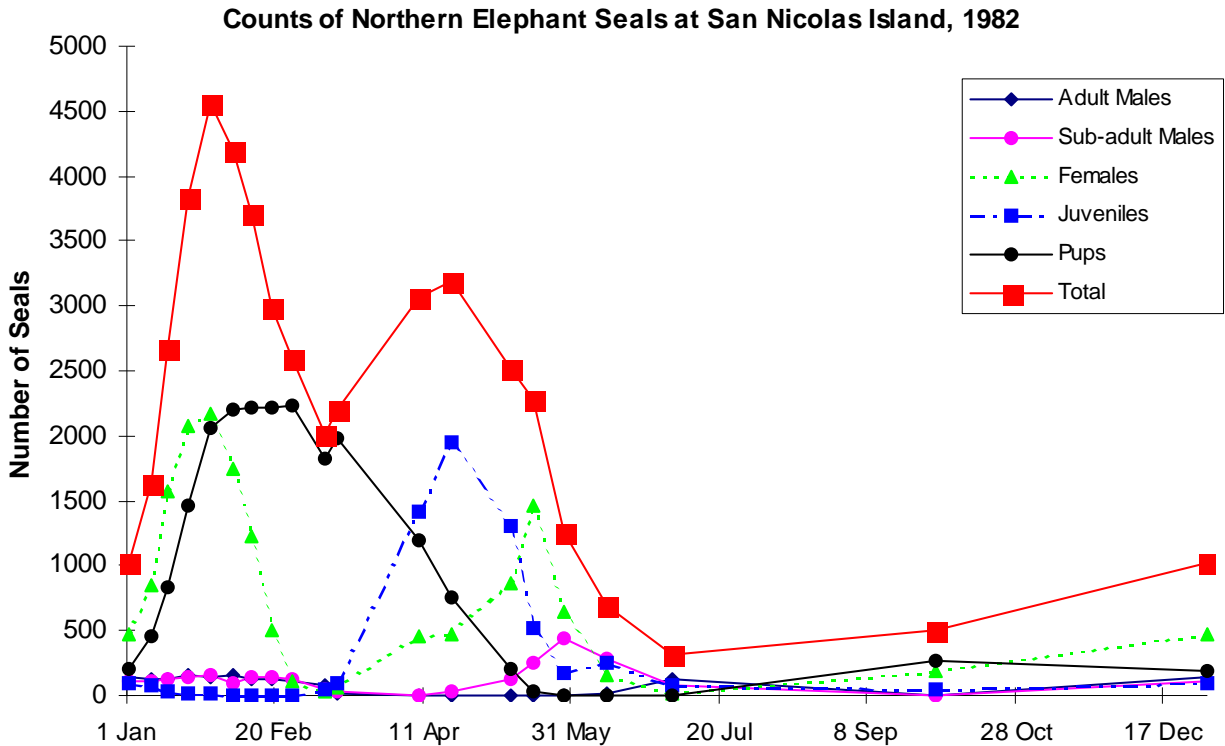 Counts of Northern Elephant Seals at San Nicolas Island, 1982
5000
4500
4000
3500
3000
2500
2000
1500
1000
500
0
Number of Seals
1 Jan 20 Feb 11 Apr 31 May 20 Jul 8 Sep 28 Oct 17 Dec
Adult Males
Sub-adult Males
Females
Juveniles
Pups
Total